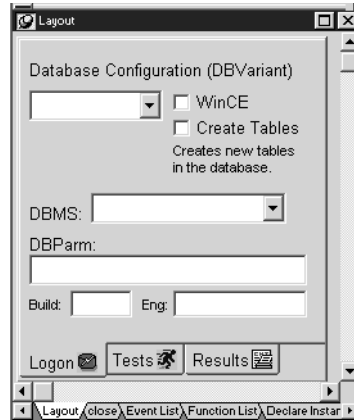 Layout
Database Configuration (DBVariant)
WinCE
Create Tables
Creates new tables
in the database.
DBMS:
DBParm:
Build: Eng:
Logon Tests Results
Layout close Event List Function List Declare Instar